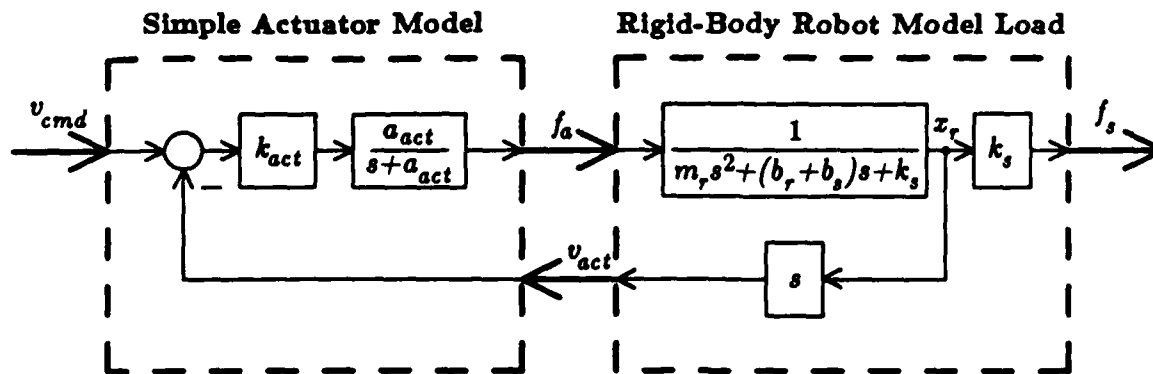 Simple Actuator Model
Rigid-Body Robot Model Load
v_cmd
−
k_act
a_act
s+a_act
f_a
1
m_r s²+(b_r+b_s)s+k_s
x_r
k_s
f_s
v_act
s